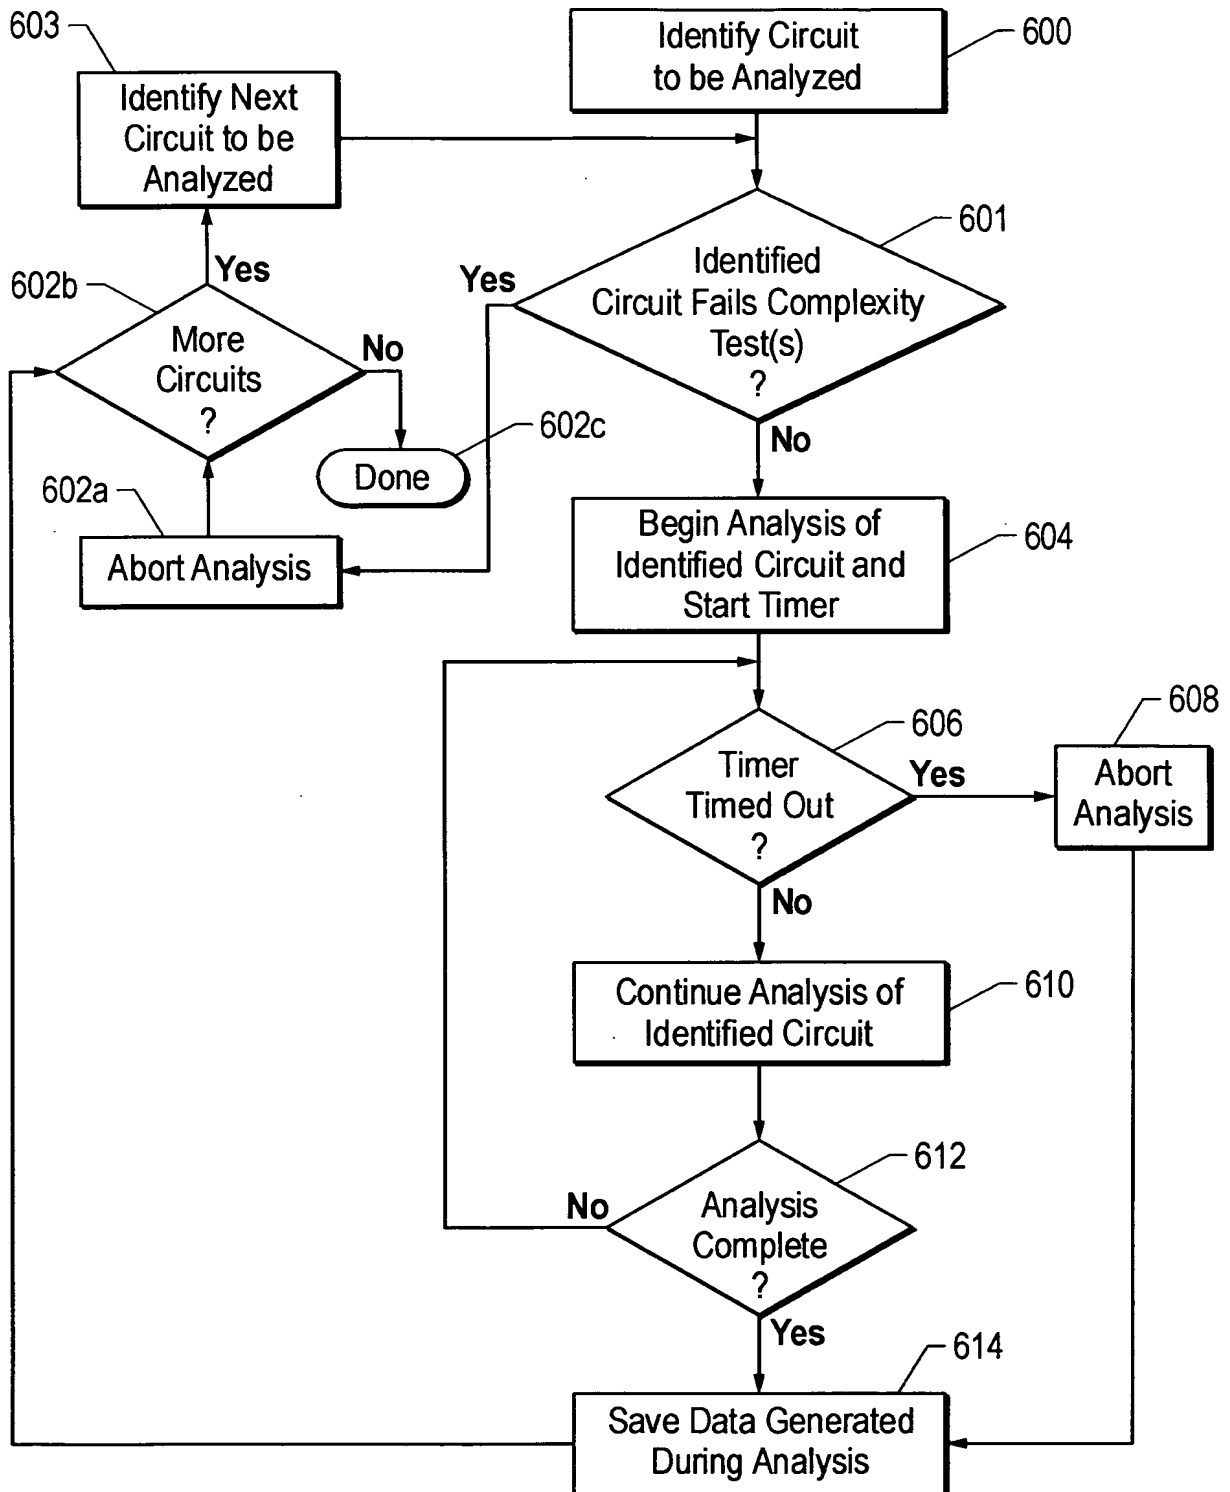 603
Identify Next
Circuit to be
Analyzed
Identify Circuit
to be Analyzed
600
601
Identified
Circuit Fails Complexity
Test(s)
?
Yes
No
602b
More
Circuits
?
Yes
No
602c
Done
602a
Abort Analysis
Begin Analysis of
Identified Circuit and
Start Timer
604
606
Timer
Timed Out
?
Yes
No
608
Abort
Analysis
Continue Analysis of
Identified Circuit
610
612
Analysis
Complete
?
No
Yes
614
Save Data Generated
During Analysis